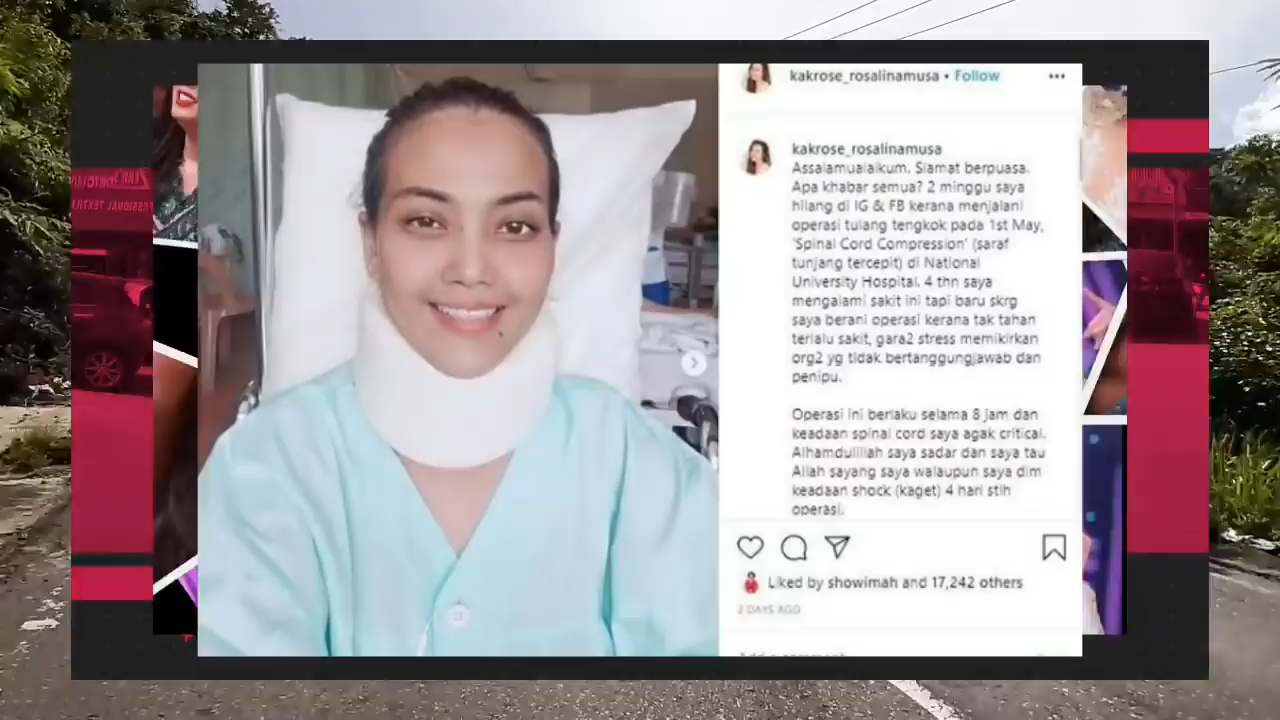 kakrose_rosalinamusa • Follow
kakrose_rosalinamusa
Assalamualaikum. Slamat berpuasa.
Apa khabar semua? 2 minggu saya
hilang di IG & FB kerana menjalani
operasi tulang tengkok pada 1st May,
'Spinal Cord Compression' (saraf
tunjang tercepit) di National
University Hospital. 4 thn saya
mengalami sakit ini tapi baru skrg
saya berani operasi kerana tak tahan
terlalu sakit, gara2 stress memikirkan
org2 yg tidak bertanggungjawab dan
penipu.
Operasi ini berlaku selama 8 jam dan
keadaan spinal cord saya agak critical.
Alhamdulillah saya sadar dan saya tau
Allah sayang saya walaupun saya dlm
keadaan shock (kaget) 4 hari stlh
operasi.
Liked by showimah and 17,242 others
2 DAYS AGO